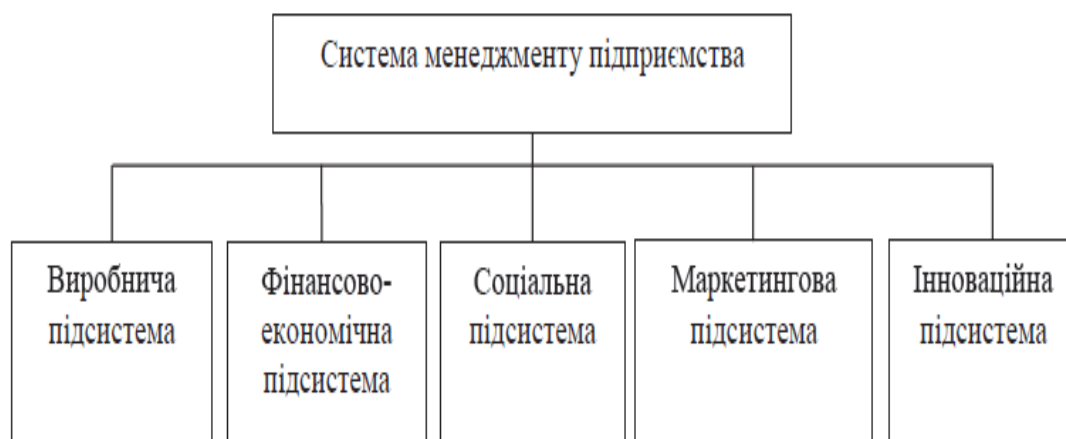 Система менеджменту підприємства
Виробнича
підсистема
Фінансово-
економічна
підсистема
Соціальна
підсистема
Маркетингова
підсистема
Інноваційна
підсистема